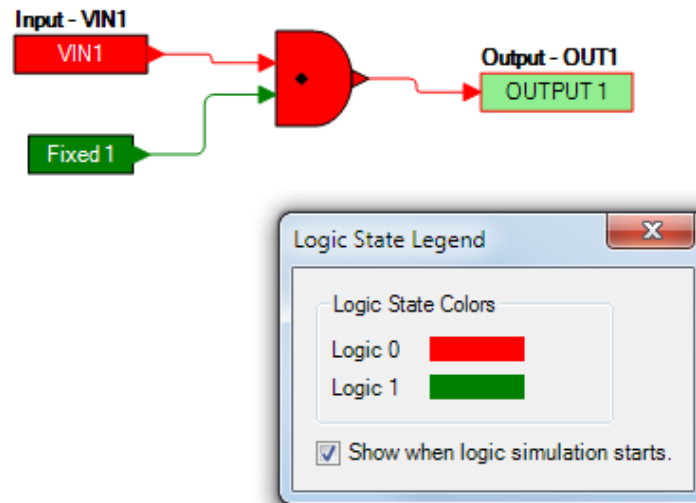 Input - VIN1
VIN1
Output - OUT1
OUTPUT 1
Fixed 1
Logic State Legend
Logic State Colors
Logic 0
Logic 1
Show when logic simulation starts.